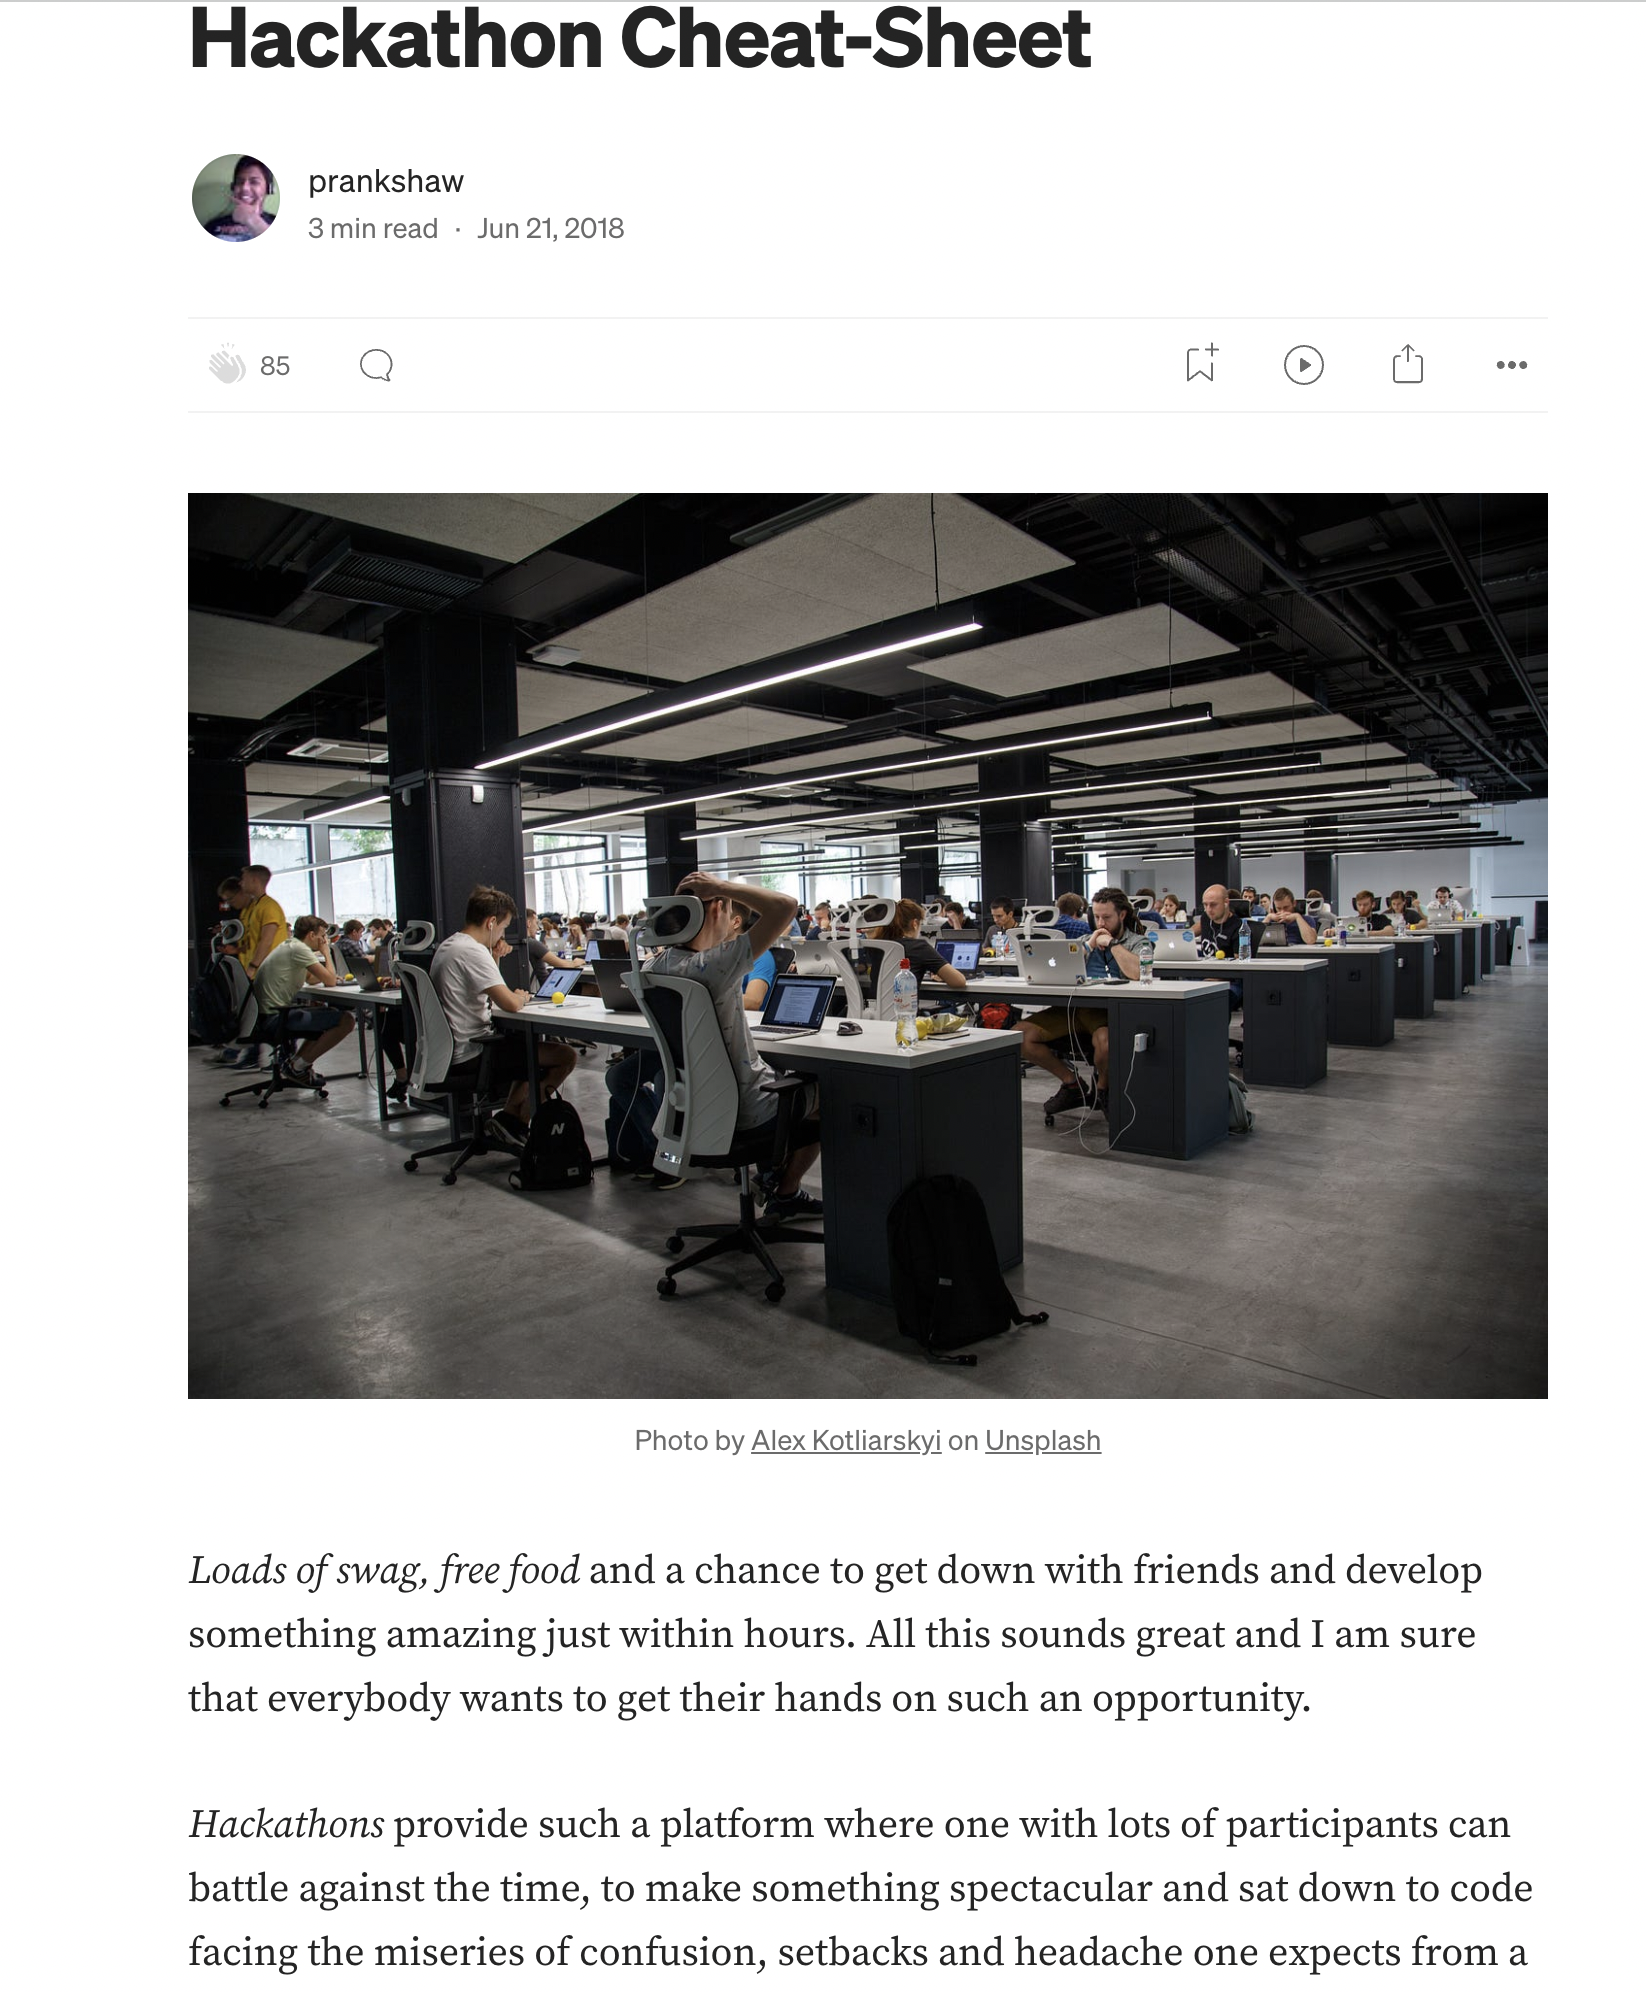 Hackathon Cheat-Sheet
prankshaw
3 min read · Jun 21, 2018
85
N
Photo by Alex Kotliarskyi on Unsplash
Loads of swag, free food and a chance to get down with friends and develop
something amazing just within hours. All this sounds great and I am sure
that everybody wants to get their hands on such an opportunity.
Hackathons provide such a platform where one with lots of participants can
battle against the time, to make something spectacular and sat down to code
facing the miseries of confusion, setbacks and headache one expects from a